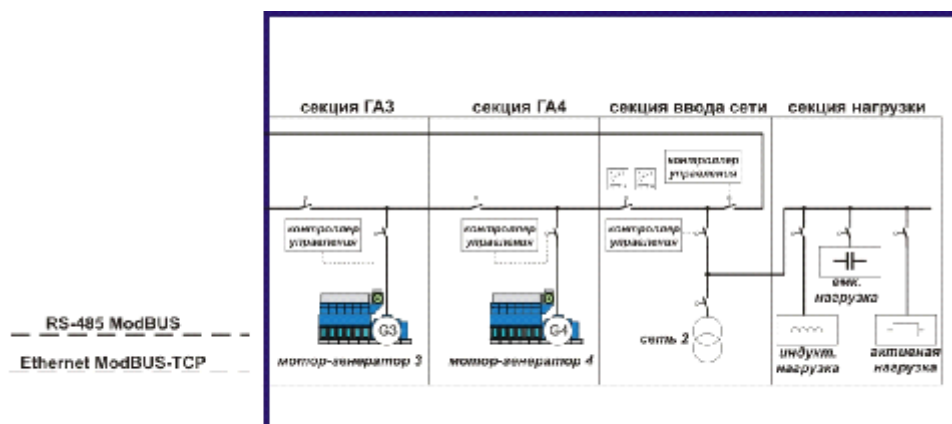 секция ГА3
секция ГА4
секция ввода сети
секция нагрузки
контроллер
управления
контроллер
управления
контроллер
управления
контроллер
управления
G3
G4
сеть 2
емк.
нагрузка
RS-485 ModBUS
Ethernet ModBUS-TCP
мотор-генератор 3
мотор-генератор 4
индукт.
нагрузка
активная
нагрузка